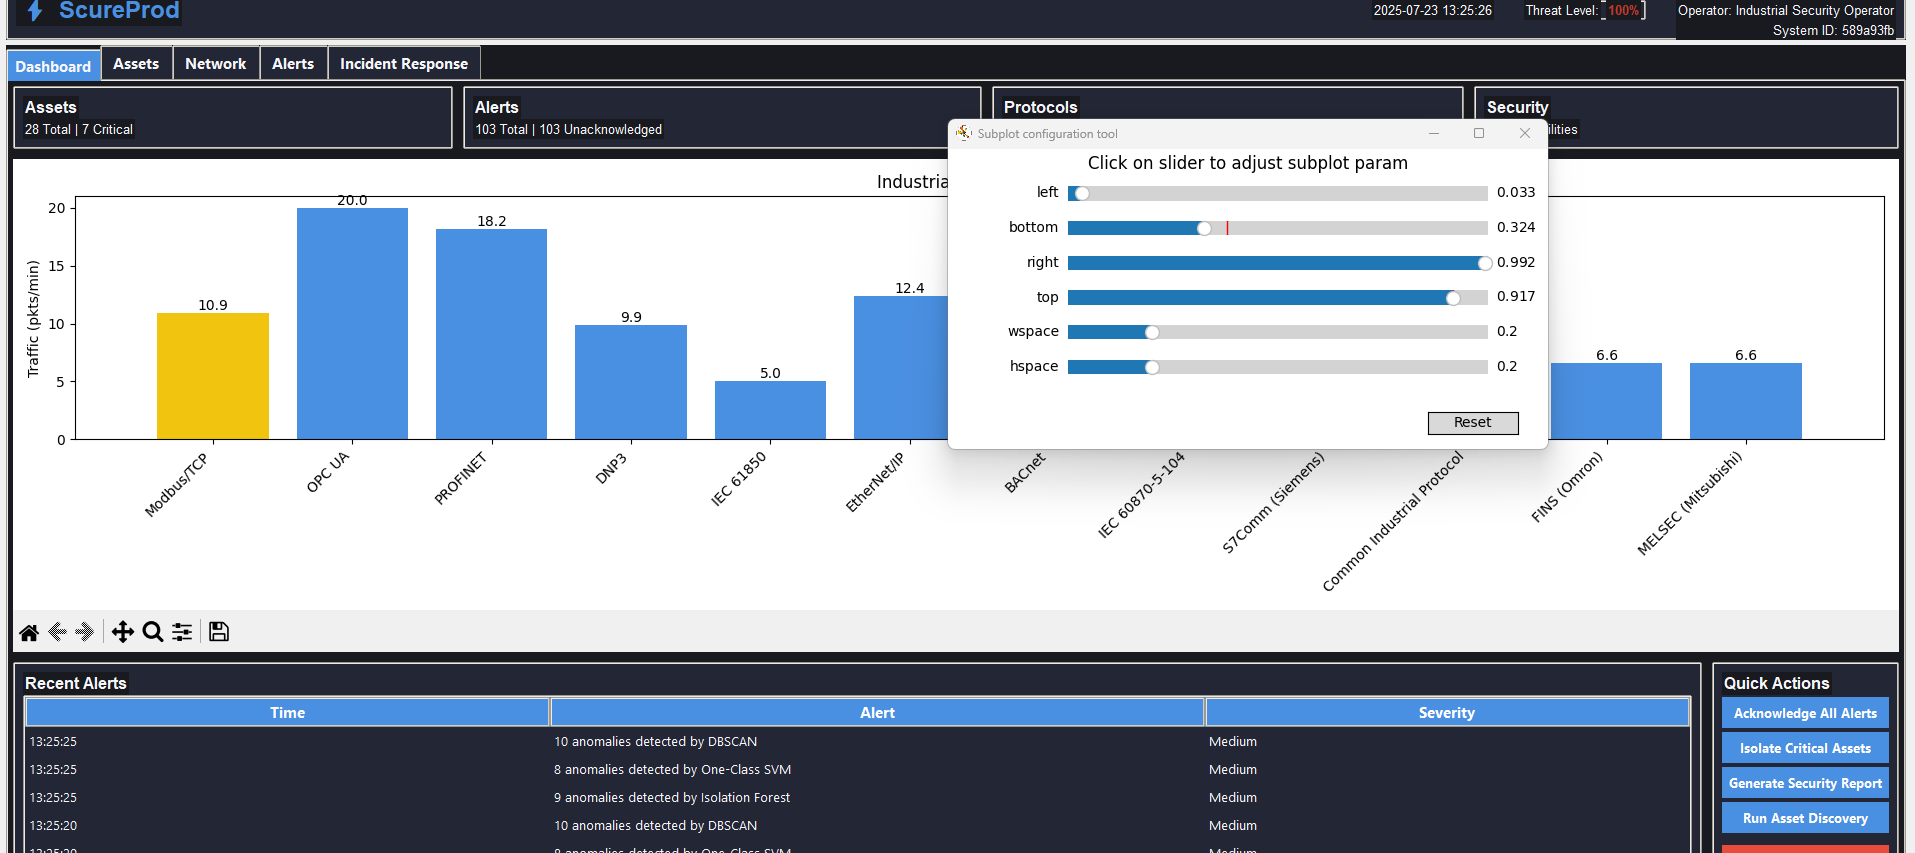 ScureProd
2025-07-23 13:25:26
Threat Level: [100%]
Operator: Industrial Security Operator
System ID: 589a93fb
Dashboard
Assets
Network
Alerts
Incident Response
Assets
28 Total | 7 Critical
Alerts
103 Total | 103 Unacknowledged
Protocols
Security
Subplot configuration tool
Click on slider to adjust subplot param
left 0.033
bottom 0.324
right 0.992
top 0.917
wspace 0.2
hspace 0.2
Reset
Traffic (pkts/min)
20
15
10
5
0
10.9
20.0
18.2
9.9
5.0
12.4
6.6
6.6
Modbus/TCP
OPC UA
PROFINET
DNP3
IEC 61850
EtherNet/IP
BACnet
IEC 60870-5-104
S7Comm (Siemens)
Common Industrial Protocol
FINS (Omron)
MELSEC (Mitsubishi)
Recent Alerts
Time Alert Severity
13:25:25 10 anomalies detected by DBSCAN Medium
13:25:25 8 anomalies detected by One-Class SVM Medium
13:25:25 9 anomalies detected by Isolation Forest Medium
13:25:20 10 anomalies detected by DBSCAN Medium
Quick Actions
Acknowledge All Alerts
Isolate Critical Assets
Generate Security Report
Run Asset Discovery